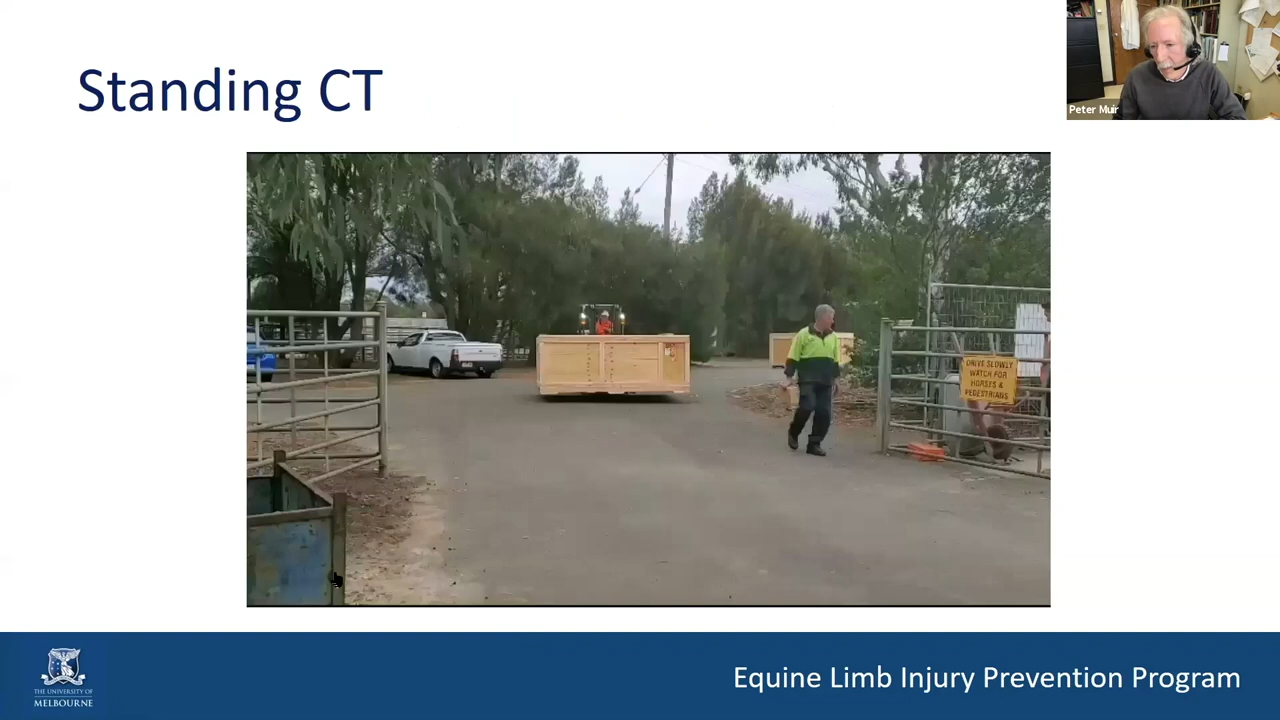 Standing CT
Peter Muir
DRIVE SLOWLY
WATCH FOR
HORSES &
PEDESTRIANS
THE UNIVERSITY OF
MELBOURNE
Equine Limb Injury Prevention Program